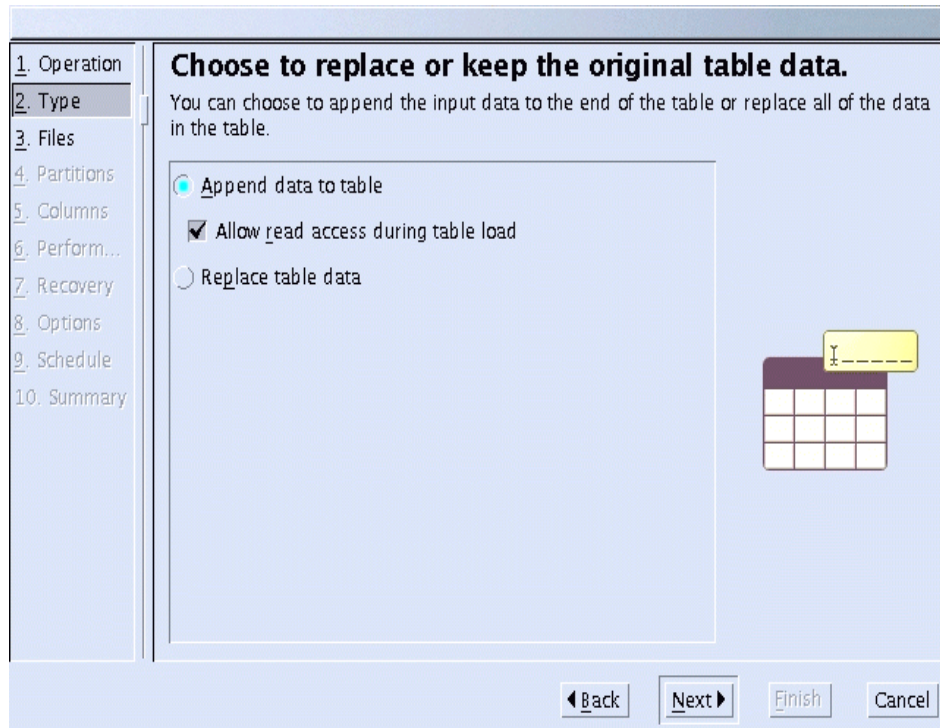 1. Operation
2. Type
3. Files
4. Partitions
5. Columns
6. Perform...
7. Recovery
8. Options
9. Schedule
10. Summary
Choose to replace or keep the original table data.
You can choose to append the input data to the end of the table or replace all of the data
in the table.
Append data to table
Allow read access during table load
Replace table data
Back
Next
Finish
Cancel